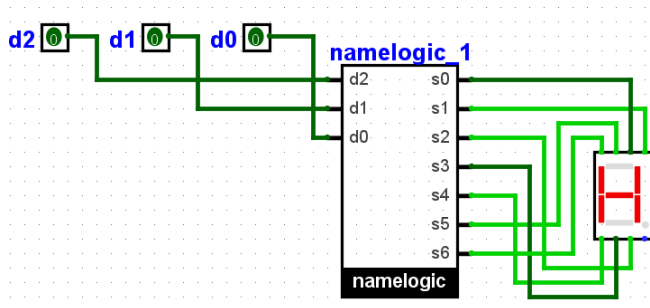 d2 0 d1 0 d0 0
namelogic_1
d2 s0
d1 s1
d0 s2
s3
s4
s5
s6
namelogic
H